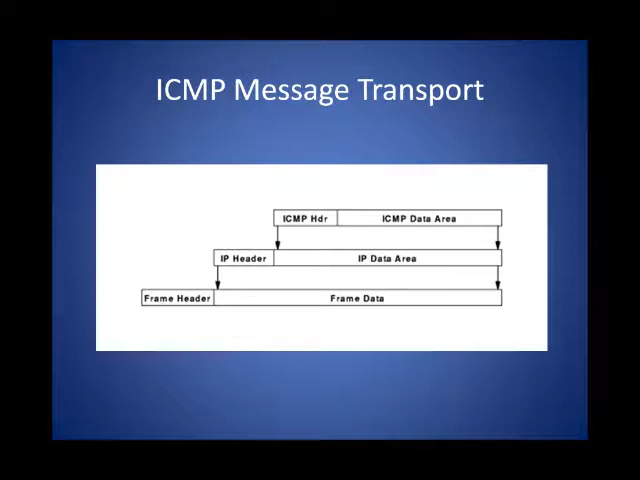 ICMP Message Transport
ICMP Hdr ICMP Data Area
IP Header IP Data Area
Frame Header Frame Data